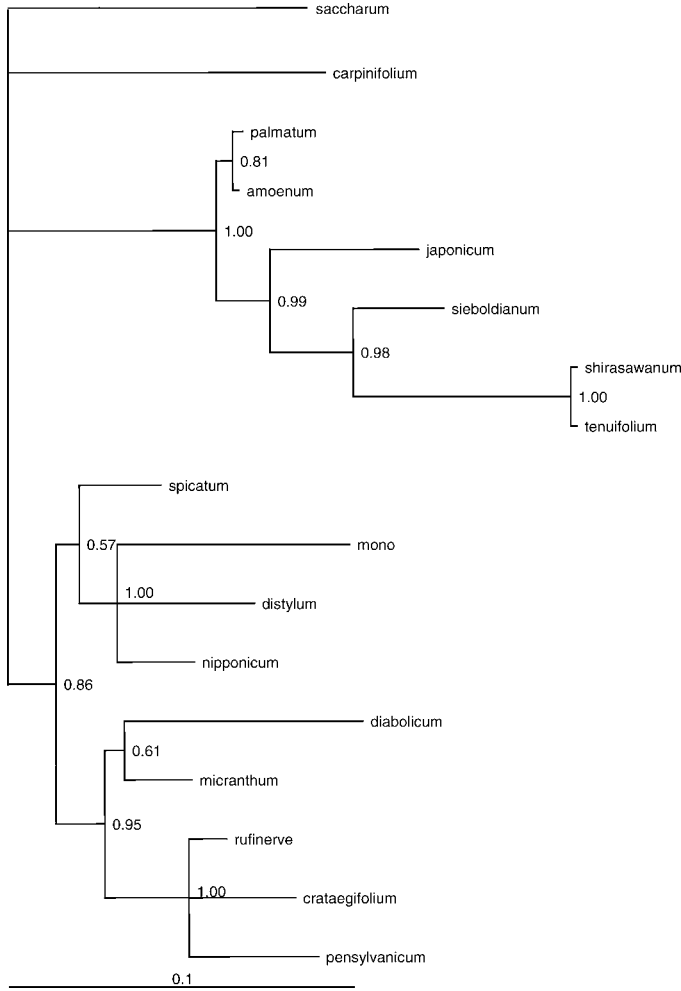 saccharum
carpinifolium
palmatum
0.81
amoenum
1.00
japonicum
0.99
sieboldianum
0.98
shirasawanum
1.00
tenuifolium
spicatum
0.57
mono
1.00
distylum
nipponicum
0.86
diabolicum
0.61
micranthum
0.95
rufinerve
1.00
crataegifolium
pensylvanicum
0.1